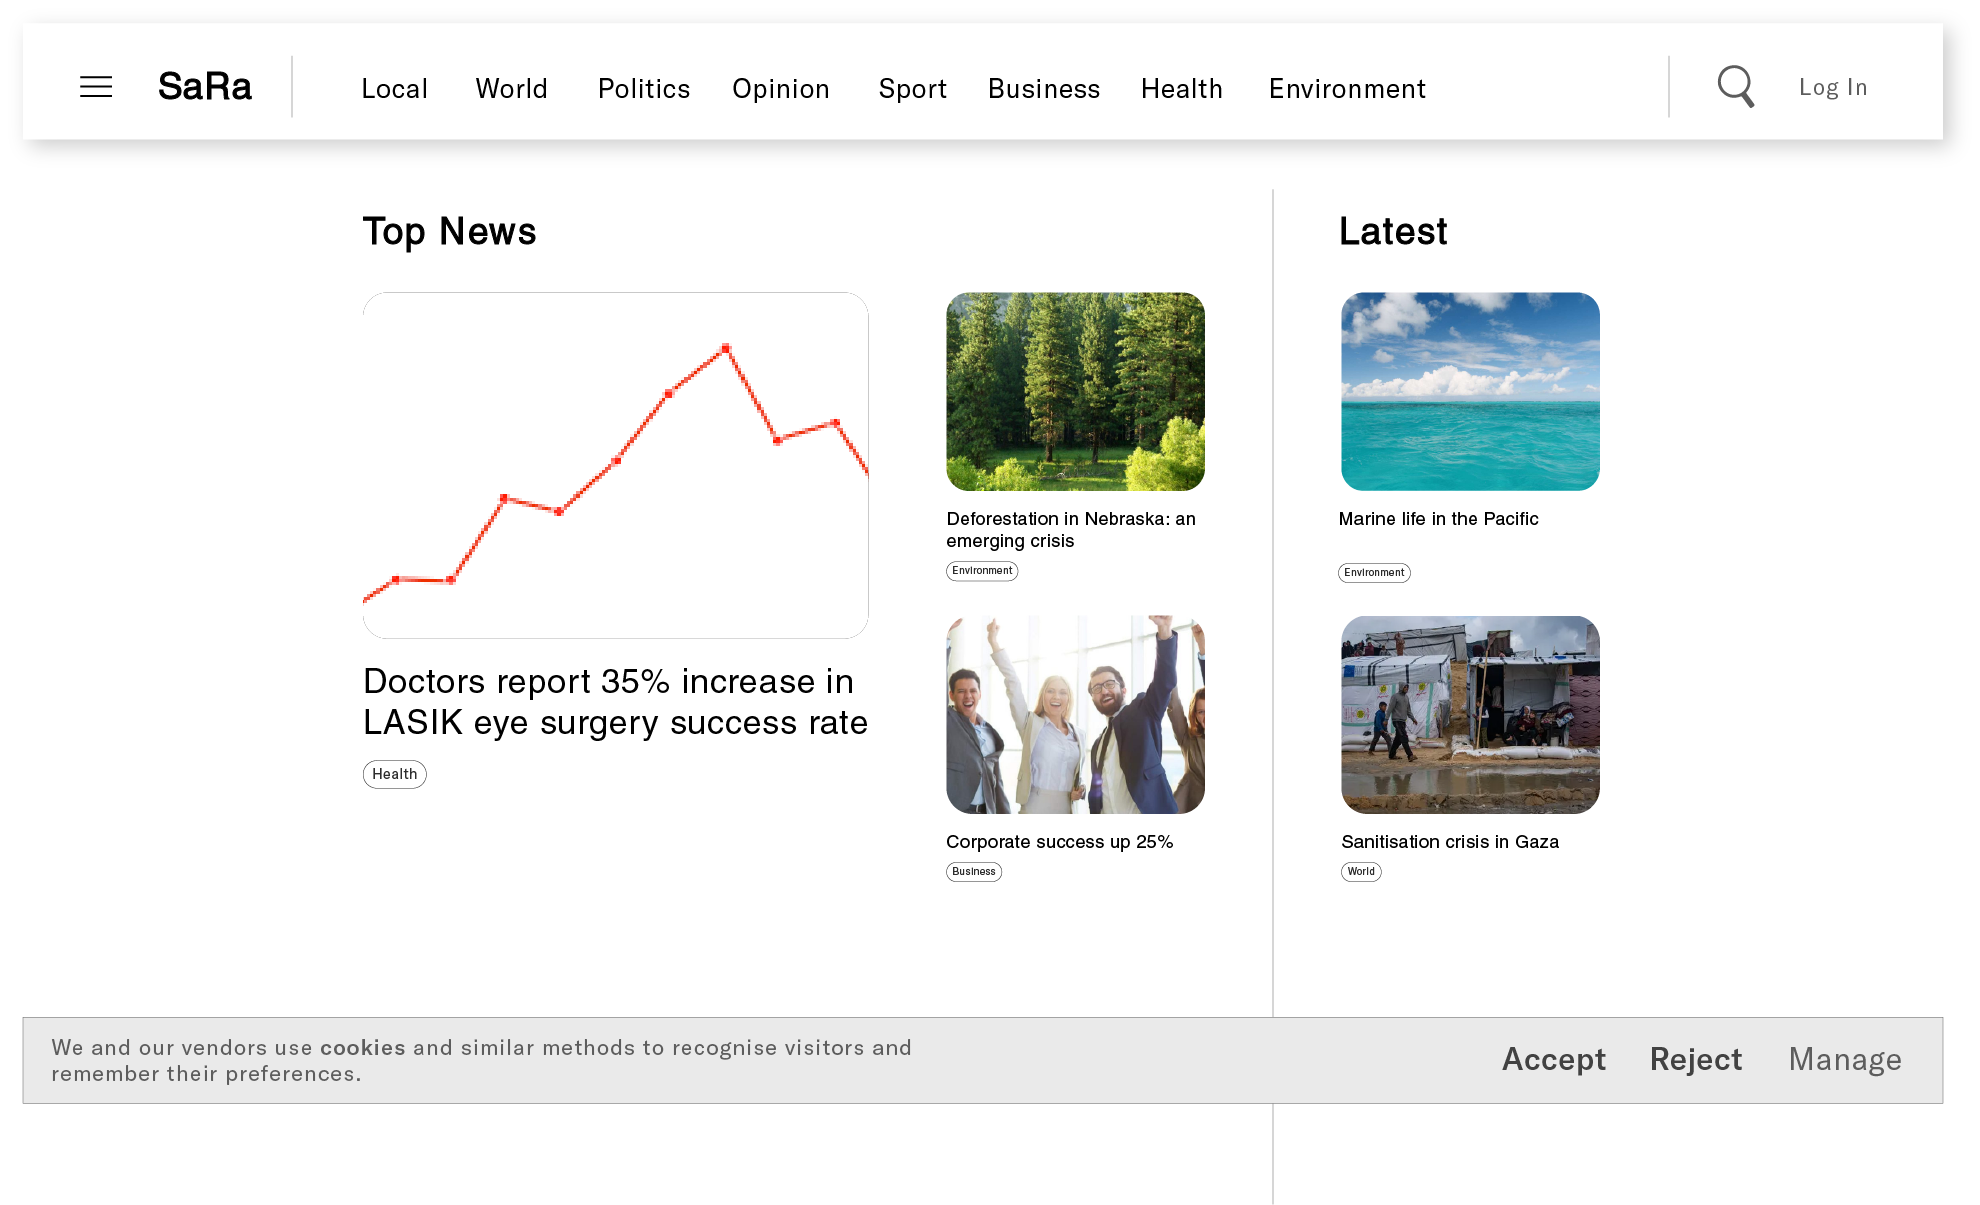 SaRa
Local
World
Politics
Opinion
Sport
Business
Health
Environment
Log In
Top News
Doctors report 35% increase in
LASIK eye surgery success rate
Health
Deforestation in Nebraska: an
emerging crisis
Environment
Corporate success up 25%
Business
Latest
Marine life in the Pacific
Environment
Sanitisation crisis in Gaza
World
We and our vendors use cookies and similar methods to recognise visitors and
remember their preferences.
Accept
Reject
Manage